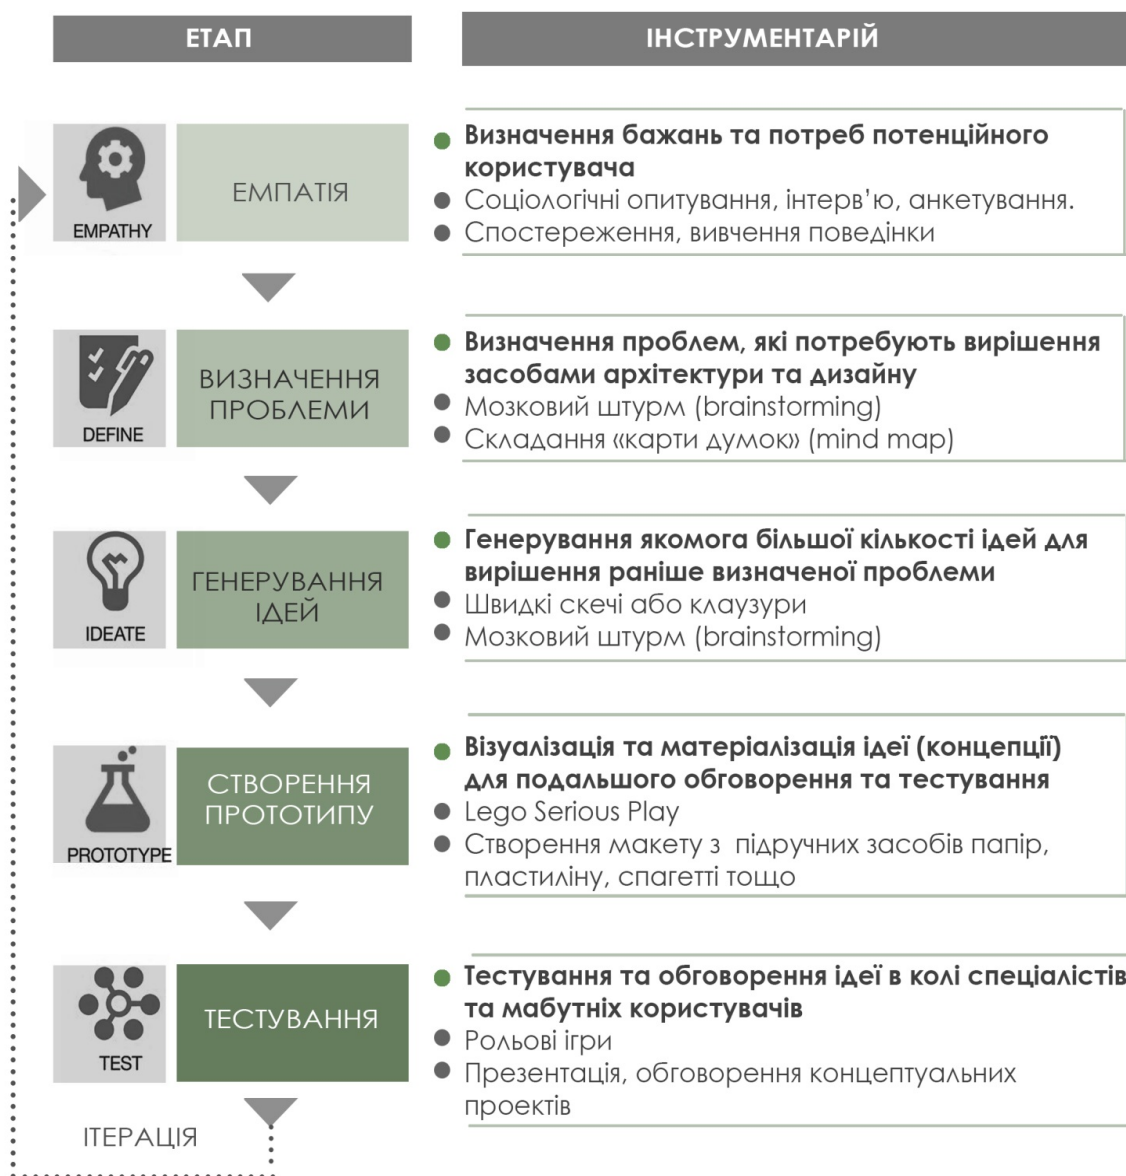 ЕТАП
ІНСТРУМЕНТАРІЙ
EMPATHY
ЕМПАТІЯ
Визначення бажань та потреб потенційного
користувача
Соціологічні опитування, інтерв’ю, анкетування.
Спостереження, вивчення поведінки
DEFINE
ВИЗНАЧЕННЯ
ПРОБЛЕМИ
Визначення проблем, які потребують вирішення
засобами архітектури та дизайну
Мозковий штурм (brainstorming)
Складання «карти думок» (mind map)
IDEATE
ГЕНЕРУВАННЯ
ІДЕЙ
Генерування якомога більшої кількості ідей для
вирішення раніше визначеної проблеми
Швидкі скечі або клаузури
Мозковий штурм (brainstorming)
PROTOTYPE
СТВОРЕННЯ
ПРОТОТИПУ
Візуалізація та матеріалізація ідеї (концепції)
для подальшого обговорення та тестування
Lego Serious Play
Створення макету з підручних засобів папір,
пластиліну, спагетті тощо
TEST
ТЕСТУВАННЯ
Тестування та обговорення ідеї в колі спеціалістів
та мабутніх користувачів
Рольові ігри
Презентація, обговорення концептуальних
проектів
ІТЕРАЦІЯ